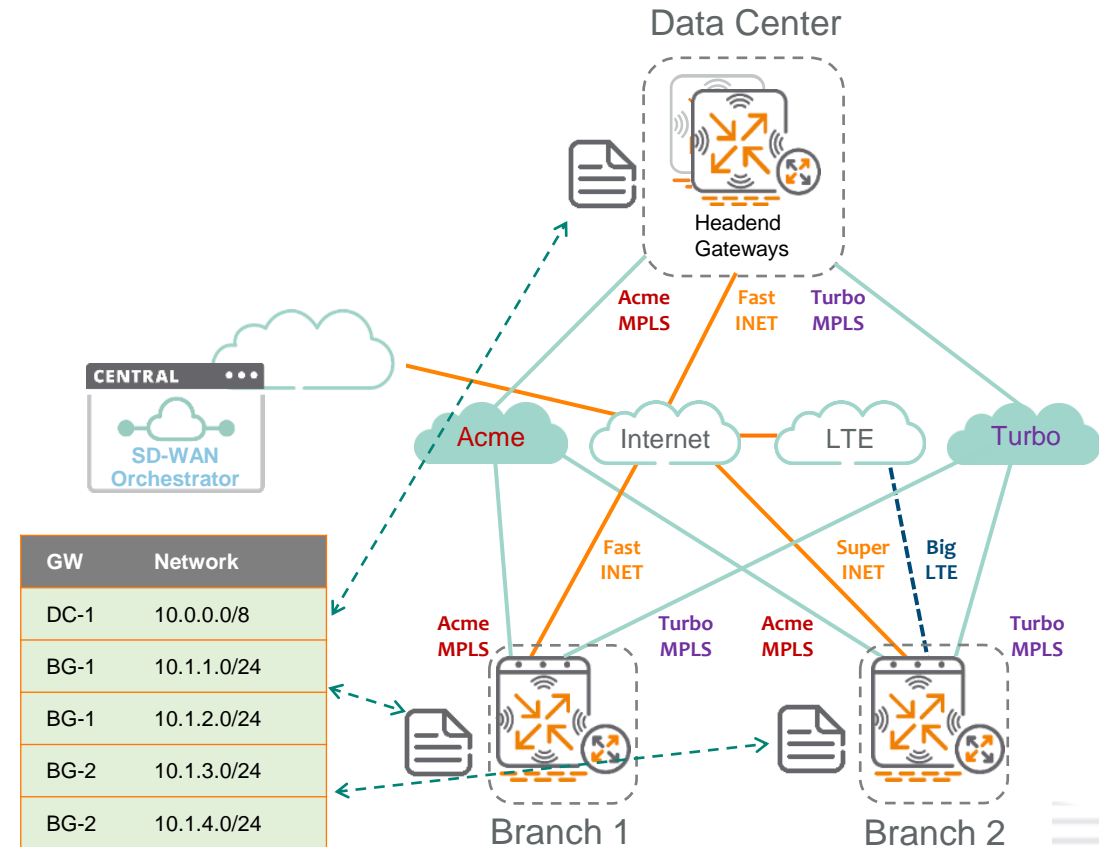 Data Center
Headend
Gateways
Acme
MPLS
Fast
INET
Turbo
MPLS
CENTRAL
SD-WAN
Orchestrator
Acme
Internet
LTE
Turbo
Fast
INET
Super
INET
Big
LTE
GW Network
DC-1 10.0.0.0/8
BG-1 10.1.1.0/24
BG-1 10.1.2.0/24
BG-2 10.1.3.0/24
BG-2 10.1.4.0/24
Acme
MPLS
Turbo
MPLS
Acme
MPLS
Turbo
MPLS
Branch 1
Branch 2